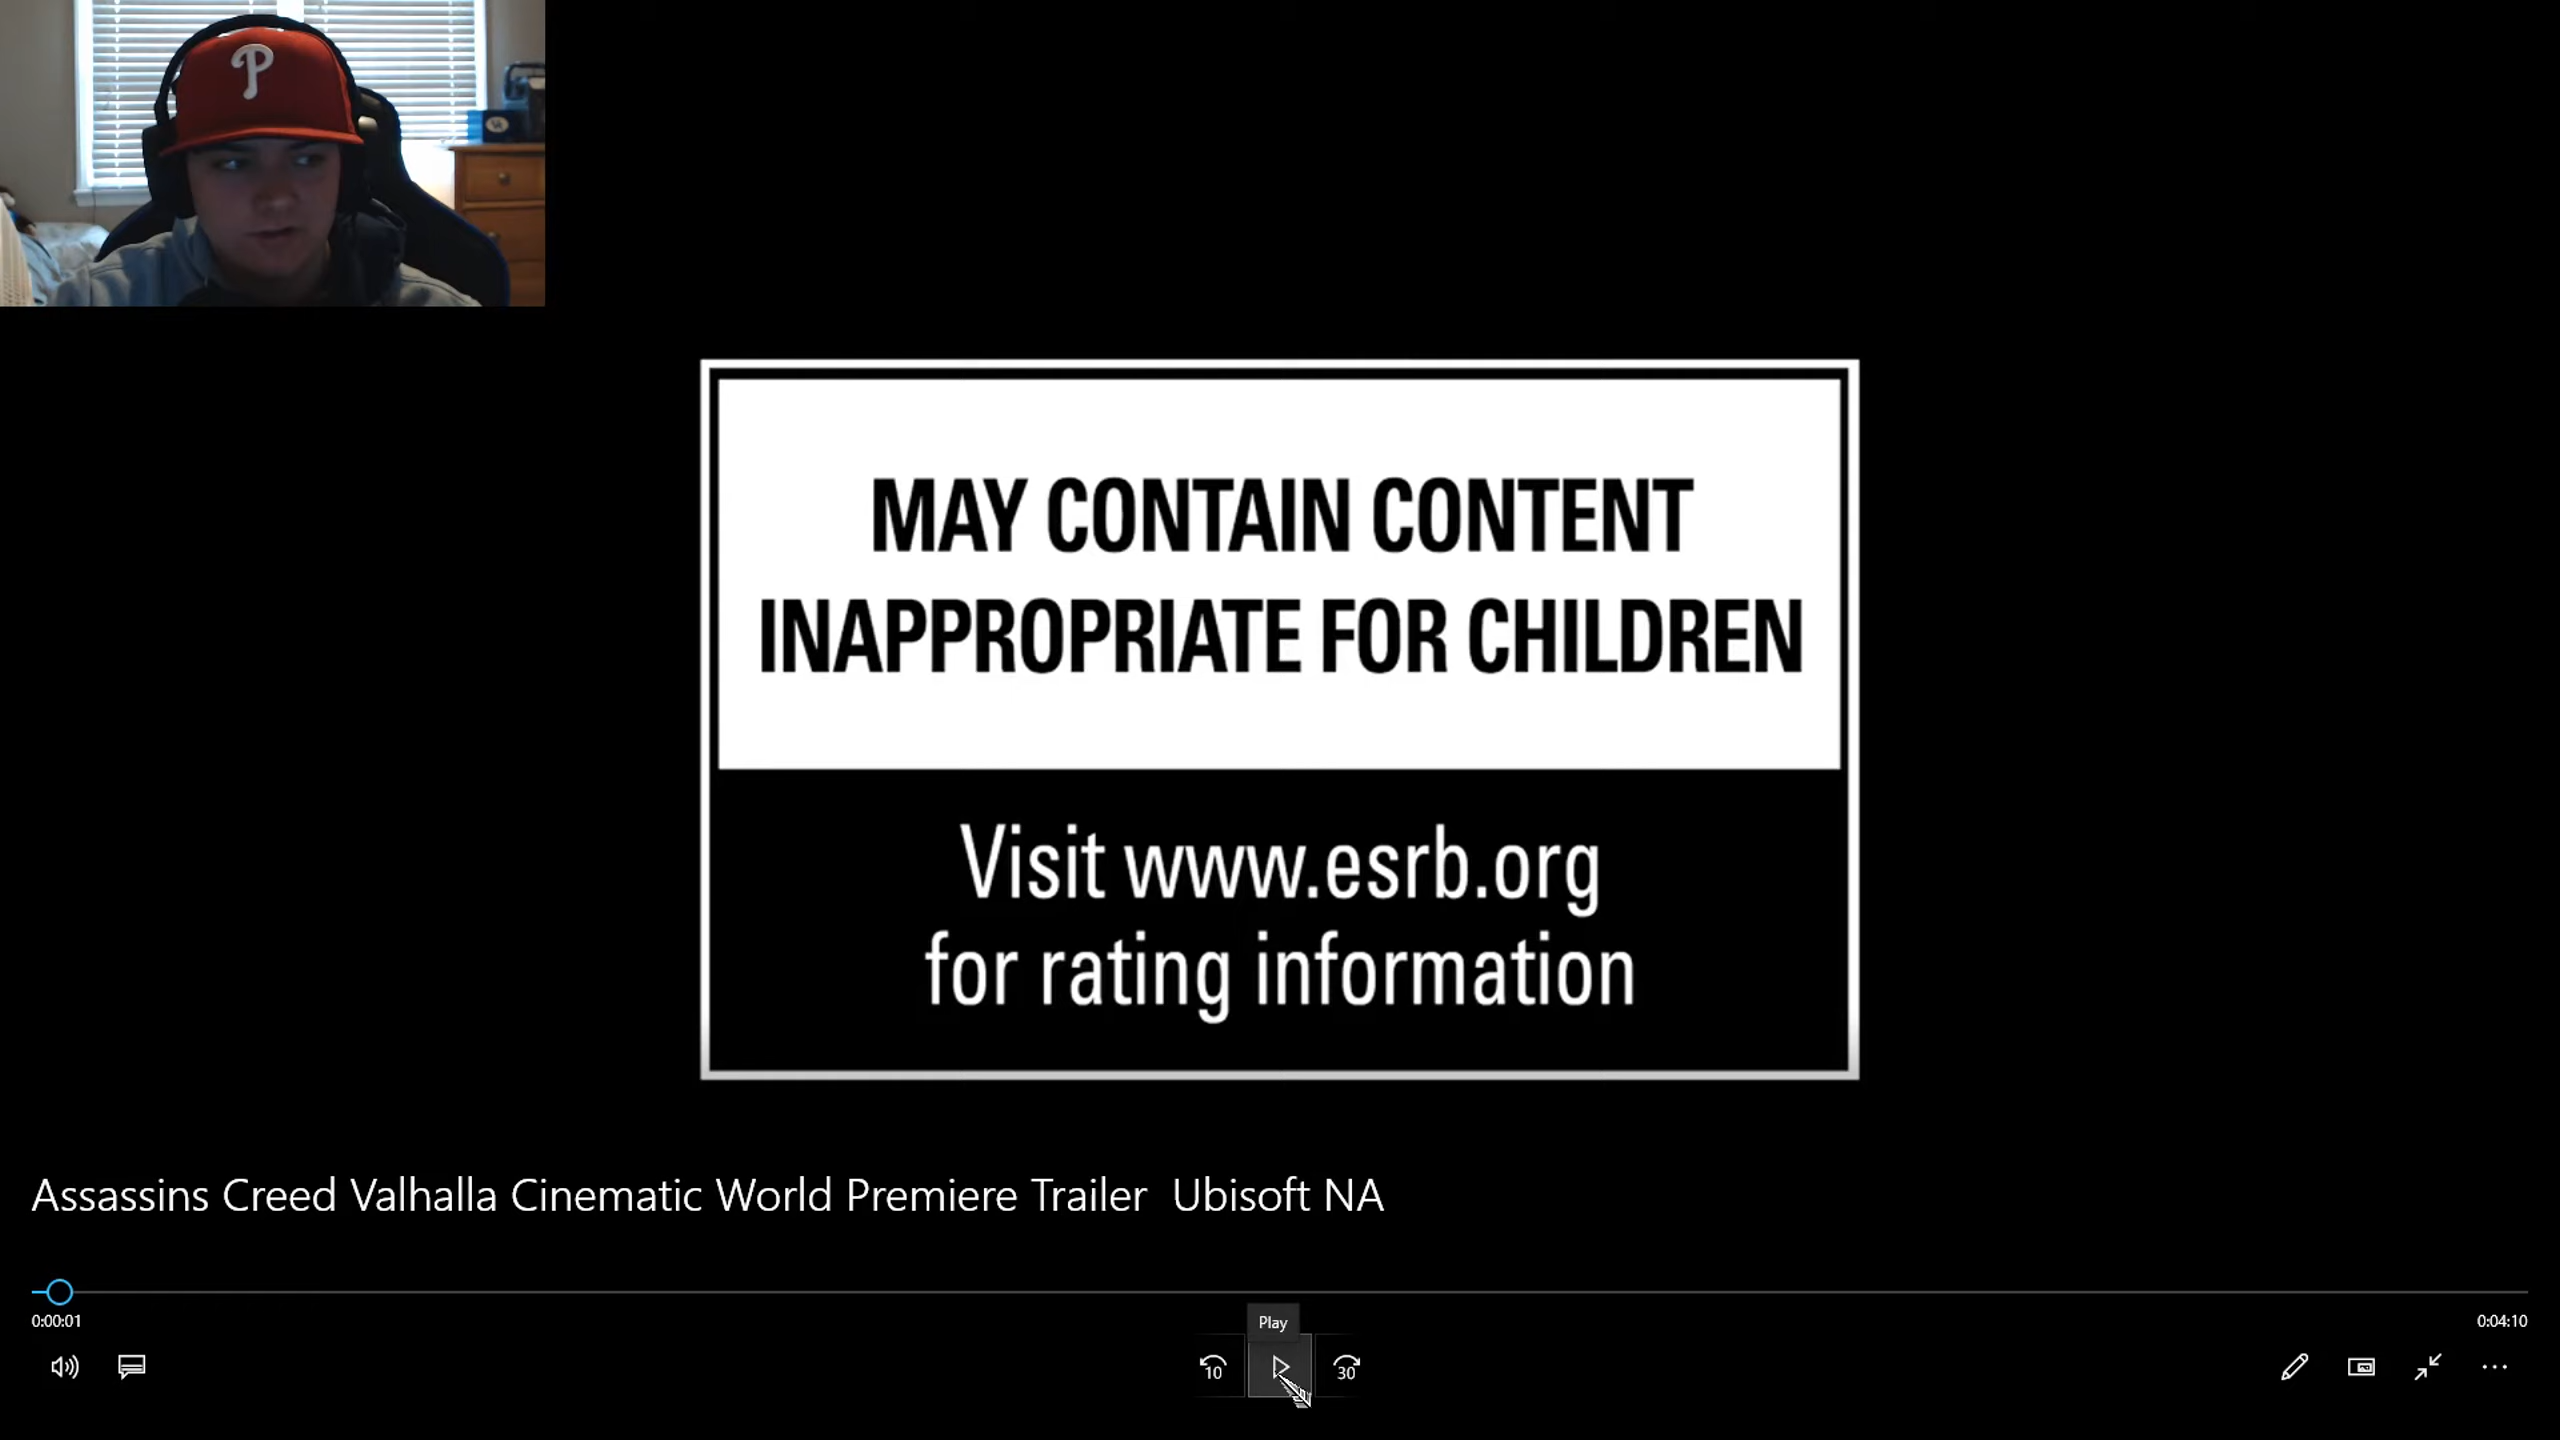 P
MAY CONTAIN CONTENT
INAPPROPRIATE FOR CHILDREN
Visit www.esrb.org
for rating information
Assassins Creed Valhalla Cinematic World Premiere Trailer  Ubisoft NA
0:00:01
Play
0:04:10
10
30